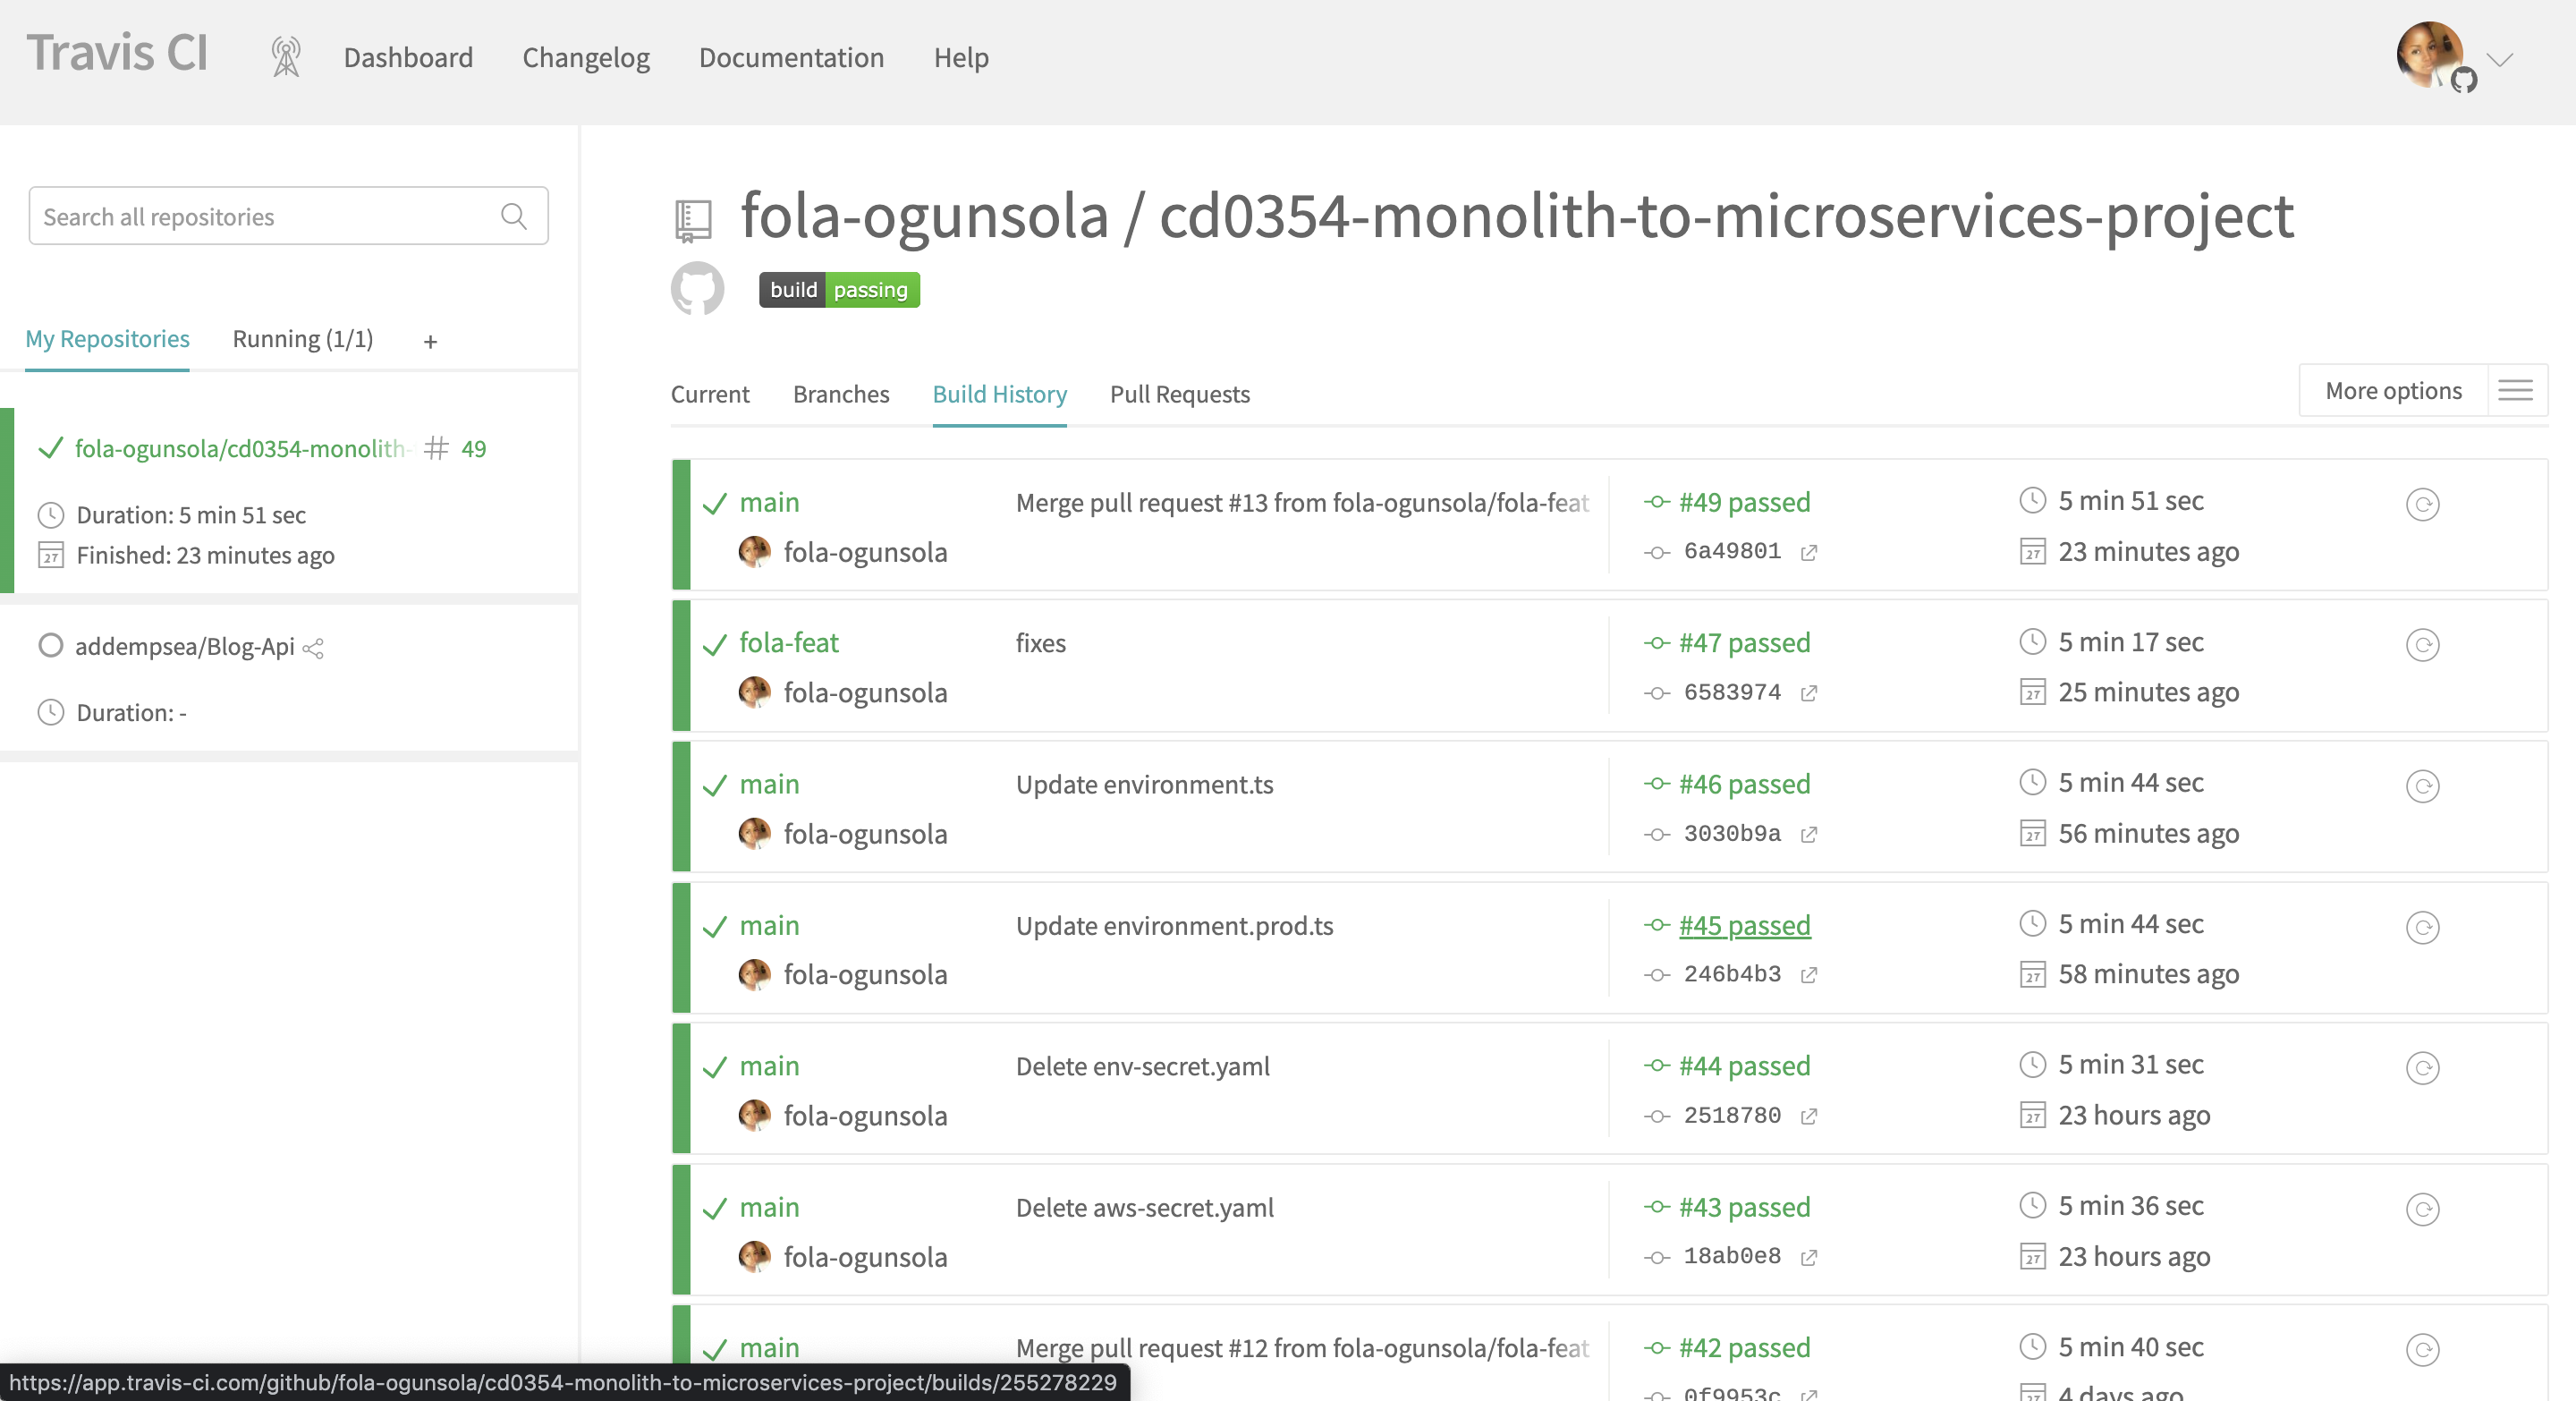 Travis CI
Dashboard Changelog Documentation Help
Search all repositories
My Repositories Running (1/1) +
fola-ogunsola/cd0354-monolith- # 49
Duration: 5 min 51 sec
27 Finished: 23 minutes ago
addempsea/Blog-Api
Duration: -
fola-ogunsola / cd0354-monolith-to-microservices-project
build passing
Current Branches Build History Pull Requests
More options
main Merge pull request #13 from fola-ogunsola/fola-feat #49 passed 5 min 51 sec
fola-ogunsola 6a49801 27 23 minutes ago
fola-feat fixes #47 passed 5 min 17 sec
fola-ogunsola 6583974 27 25 minutes ago
main Update environment.ts #46 passed 5 min 44 sec
fola-ogunsola 3030b9a 27 56 minutes ago
main Update environment.prod.ts #45 passed 5 min 44 sec
fola-ogunsola 246b4b3 27 58 minutes ago
main Delete env-secret.yaml #44 passed 5 min 31 sec
fola-ogunsola 2518780 27 23 hours ago
main Delete aws-secret.yaml #43 passed 5 min 36 sec
fola-ogunsola 18ab0e8 27 23 hours ago
main Merge pull request #12 from fola-ogunsola/fola-feat #42 passed 5 min 40 sec
0f9953c 27 4 days ago
https://app.travis-ci.com/github/fola-ogunsola/cd0354-monolith-to-microservices-project/builds/255278229